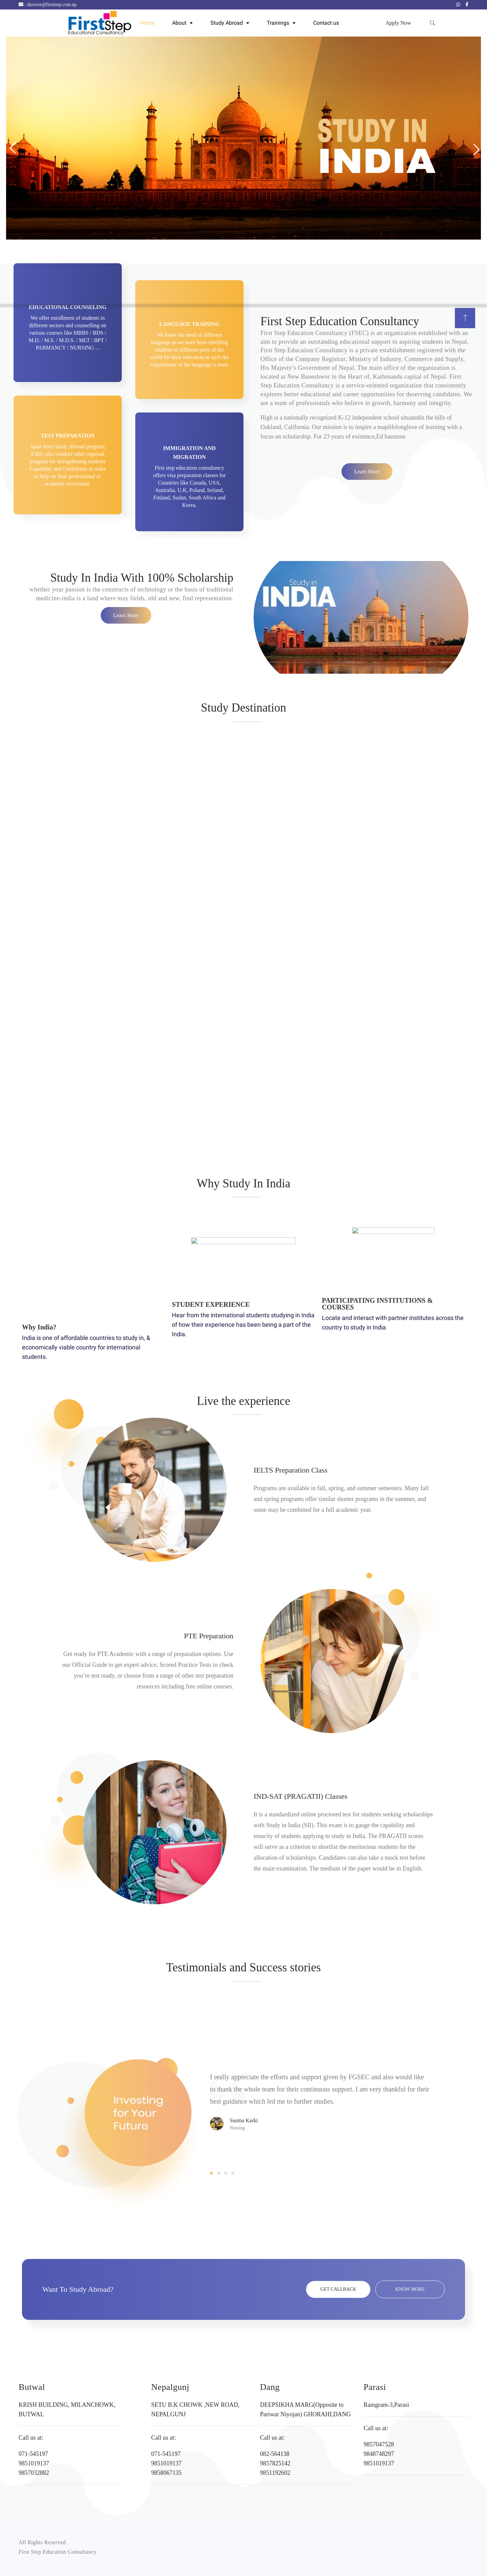 director@firststep.com.np
FirstStep
Educational Consultancy
Home
About
Study Abroad
Trainings
Contact us
Apply Now
STUDY IN
INDIA
EDUCATIONAL COUNSELING
We offer enrollment of students in
different sectors and counselling on
various courses like MBBS / BDS /
M.D. / M.S. / M.D.S. / MLT / BPT /
PARMANCY / NURSING ...
TEST PREPARATION
Apart from Study Abroad program,
FSEC also conduct other regional
program for strengthening students
Capability and Confidence in order
to help on their professional or
academic movement.
LANGUAGE TRAINING
We know the need of different
language so we have been enrolling
students to different parts of the
world for their education as such the
requirement of the language is must
IMMIGRATION AND
MIGRATION
First step education consultancy
offers visa preparation classes for
Countries like Canada, USA,
Australia, U.K, Poland, Ireland,
Finland, Sudan, South Africa and
Korea.
First Step Education Consultancy
First Step Education Consultancy (FSEC) is an organization established with an
aim to provide an outstanding educational support to aspiring students in Nepal.
First Step Education Consultancy is a private establishment registered with the
Office of the Company Registrar, Ministry of Industry, Commerce and Supply,
His Majesty's Government of Nepal. The main office of the organization is
located at New Baneshwor in the Heart of, Kathmandu capital of Nepal. First
Step Education Consultancy is a service-oriented organization that consistently
explores better educational and career opportunities for deserving candidates. We
are a team of professionals who believe in growth, harmony and integrity.
High is a nationally recognized K-12 independent school situatedin the hills of
Oakland, California. Our mission is to inspire a maplifelongove of learning with a
focus on scholarship. For 23 years of existence,Ed hasmore.
Learn More
Study In India With 100% Scholarship
whether your passion is the constructs of technology or the basis of traditional
medicine-india is a land where may fields, old and new, find representation.
Learn More
Study in
INDIA
Study Destination
Why Study In India
Why India?
India is one of affordable countries to study in, &
economically viable country for international
students.
STUDENT EXPERIENCE
Hear from the international students studying in India
of how their experience has been being a part of the
India.
PARTICIPATING INSTITUTIONS &
COURSES
Locate and interact with partner institutes across the
country to study in India
Live the experience
IELTS Preparation Class
Programs are available in fall, spring, and summer semesters. Many fall
and spring programs offer similar shorter programs in the summer, and
some may be combined for a full academic year.
PTE Preparation
Get ready for PTE Academic with a range of preparation options. Use
our Official Guide to get expert advice, Scored Practice Tests to check
you're test ready, or choose from a range of other test preparation
resources including free online courses.
IND-SAT (PRAGATII) Classes
It is a standardized online proctored test for students seeking scholarships
with Study in India (SII). This exam is to gauge the capability and
tenacity of students applying to study in India. The PRAGATII scores
will serve as a criterion to shortlist the meritorious students for the
allocation of scholarships. Candidates can also take a mock test before
the main examination. The medium of the paper would be in English.
Testimonials and Success stories
Investing
for Your
Future
I really appreciate the efforts and support given by FGSEC and also would like
to thank the whole team for their continuous support. I am very thankful for their
best guidance which led me to further studies.
Susma Karki
Nursing
Want To Study Abroad?
GET CALLBACK
KNOW MORE
Butwal
KRISH BUILDING, MILANCHOWK,
BUTWAL
Call us at:
071-545197
9851019137
9857032882
Nepalgunj
SETU B.K CHOWK ,NEW ROAD,
NEPALGUNJ
Call us at:
071-545197
9851019137
9858067135
Dang
DEEPSIKHA MARG(Opposite to
Pariwar Niyojan) GHORAHI,DANG
Call us at:
082-564138
9857825142
9851192602
Parasi
Ramgram-3,Parasi
Call us at:
9857047528
9848748297
9851019137
All Rights Reserved.
First Step Education Consultancy